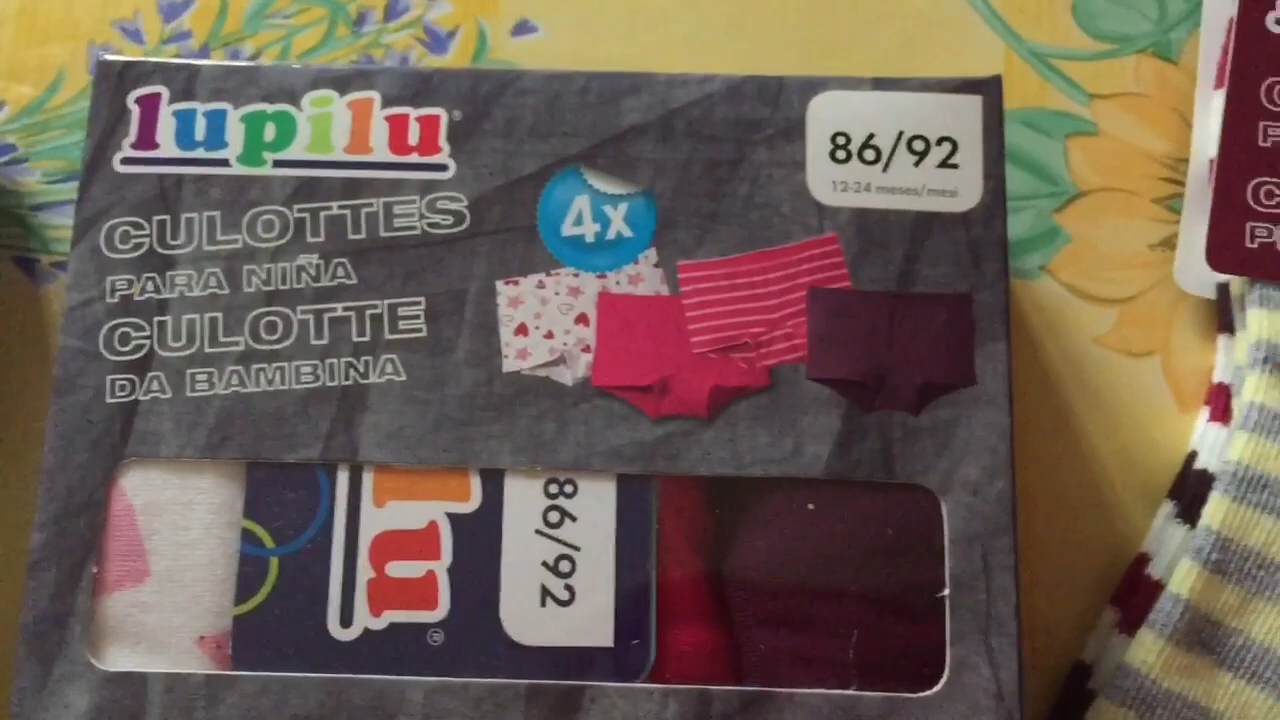 lupilu
86/92
12-24 meses/mesi
4x
CULOTTES
PARA NIÑA
CULOTTE
DA BAMBINA
lu
86/92